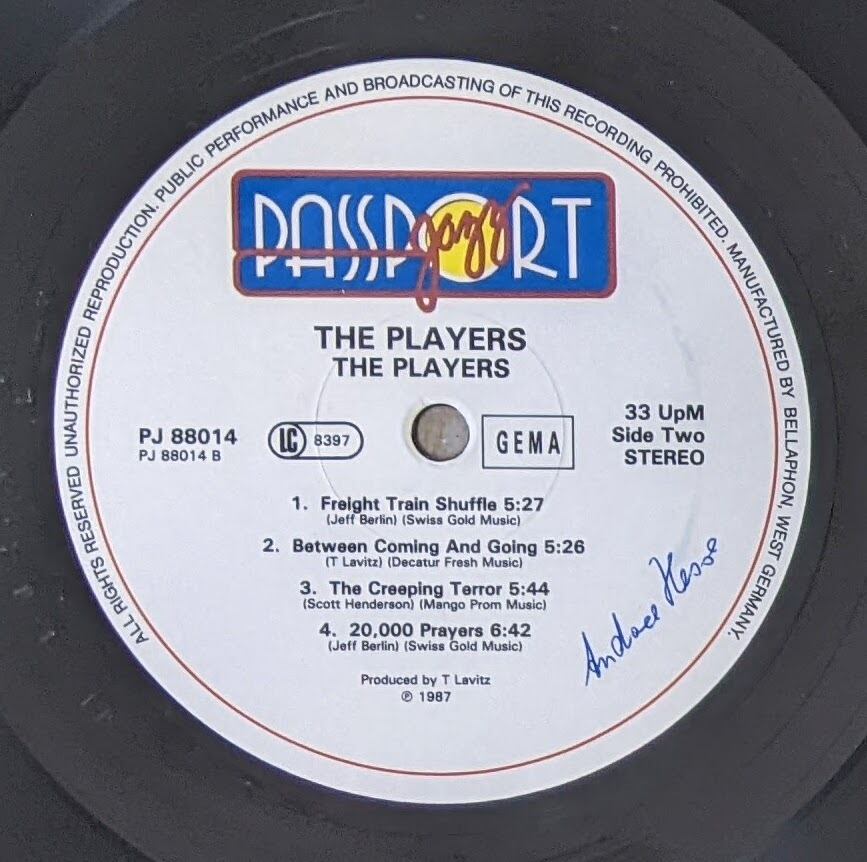 ALL RIGHTS RESERVED UNAUTHORIZED REPRODUCTION. PUBLIC PERFORMANCE AND BROADCASTING OF THIS RECORDING PROHIBITED. MANUFACTURED BY BELLAPHON, WEST GERMANY.
PASSPORT
jazz
THE PLAYERS
THE PLAYERS
PJ 88014
PJ 88014 B
LC 8397
GEMA
33 UpM
Side Two
STEREO
1. Freight Train Shuffle 5:27
(Jeff Berlin) (Swiss Gold Music)
2. Between Coming And Going 5:26
(T Lavitz) (Decatur Fresh Music)
3. The Creeping Terror 5:44
(Scott Henderson) (Mango Prom Music)
4. 20,000 Prayers 6:42
(Jeff Berlin) (Swiss Gold Music)
Produced by T Lavitz
℗ 1987
Hesse